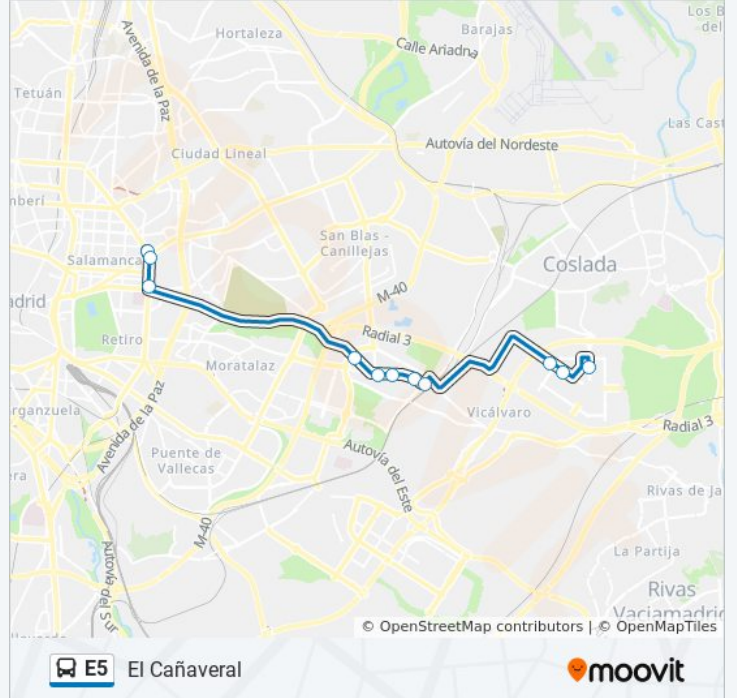 Los B
del
Barajas
Hortaleza
Avenida de la Paz
Calle Ariadna
Tetuán
Las Cast
Autovía del Nordeste
Ciudad Lineal
mberí
San Blas -
Canillejas
Salamanca
Coslada
M-40
adrid
Radial 3
Retiro
Moratalaz
Avenida de la Paz
rganzuela
Vicálvaro
Radial 3
Puente de
Vallecas
Autovía del Este
era
Rivas de Ja
M-40
Autovía del Sur
La Partija
Rivas
Vaciamadrid
© OpenStreetMap contributors | © OpenMapTiles
E5 El Cañaveral
moovit